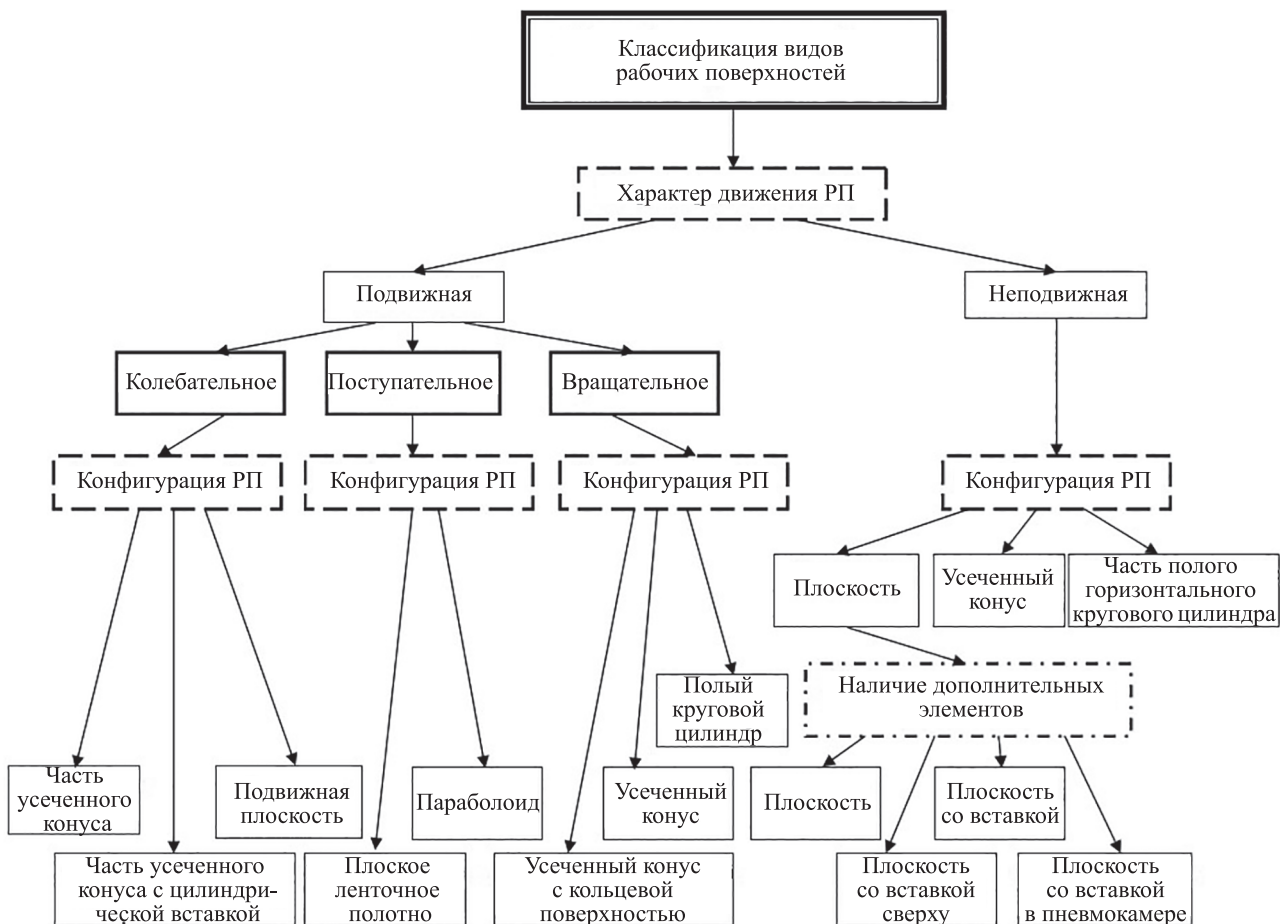 Классификация видов
рабочих поверхностей
Характер движения РП
Подвижная
Неподвижная
Колебательное
Поступательное
Вращательное
Конфигурация РП
Конфигурация РП
Конфигурация РП
Конфигурация РП
Плоскость
Усеченный
конус
Часть полого
горизонтального
кругового цилиндра
Полый
круговой
цилиндр
Наличие дополнительных
элементов
Часть
усеченного
конуса
Подвижная
плоскость
Параболоид
Усеченный
конус
Плоскость
Плоскость
со вставкой
Часть усеченного
конуса с цилиндри-
ческой вставкой
Плоское
ленточное
полотно
Усеченный конус
с кольцевой
поверхностью
Плоскость
со вставкой
сверху
Плоскость
со вставкой
в пневмокамере